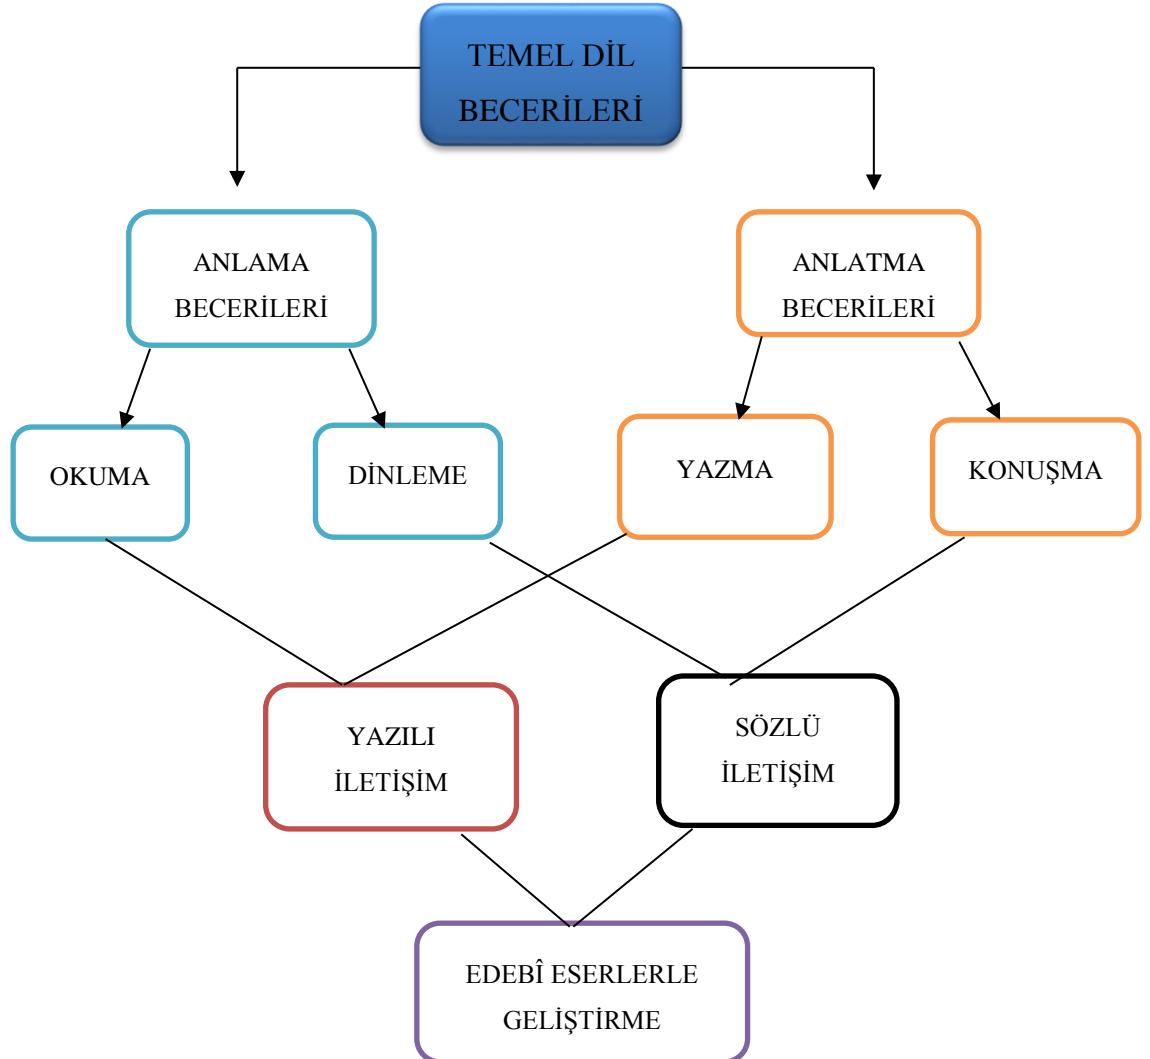 TEMEL DİL
BECERİLERİ
ANLAMA
BECERİLERİ
ANLATMA
BECERİLERİ
OKUMA
DİNLEME
YAZMA
KONUŞMA
YAZILI
İLETİŞİM
SÖZLÜ
İLETİŞİM
EDEBÎ ESERLERLE
GELİŞTİRME